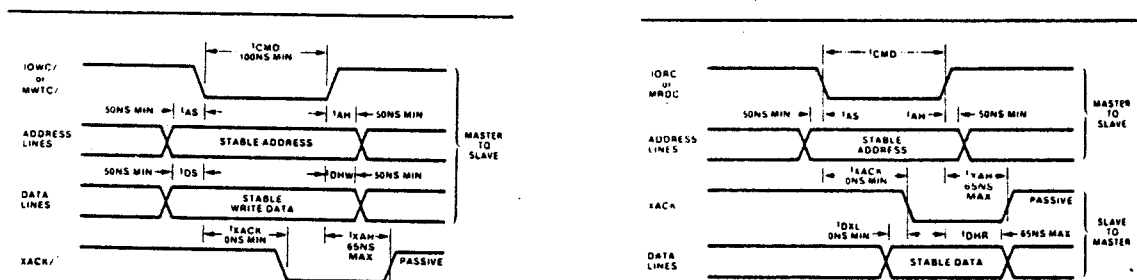 tCMD
100NS MIN
IOWC/
or
MWTC/
50NS MIN tAS tAH 50NS MIN
ADDRESS
LINES
STABLE ADDRESS
MASTER
TO
SLAVE
50NS MIN tDS tDHW 50NS MIN
DATA
LINES
STABLE
WRITE DATA
tXACK
0NS MIN
tXAH
65NS
MAX
XACK/
PASSIVE
tCMD
IORC
or
MRDC
50NS MIN tAS tAH 50NS MIN
MASTER
TO
SLAVE
ADDRESS
LINES
STABLE
ADDRESS
tXACK
0NS MIN
tXAH
65NS
MAX
XACK
PASSIVE
tDXL
0NS MIN
tDHR 65NS MAX
SLAVE
TO
MASTER
DATA
LINES
STABLE DATA